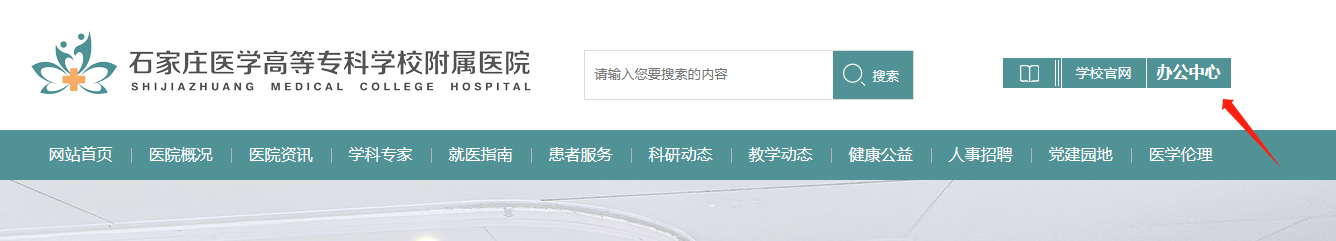 石家庄医学高等专科学校附属医院
SHIJIAZHUANG MEDICAL COLLEGE HOSPITAL
请输入您要搜索的内容
搜索
学校官网
办公中心
网站首页
医院概况
医院资讯
学科专家
就医指南
患者服务
科研动态
教学动态
健康公益
人事招聘
党建园地
医学伦理